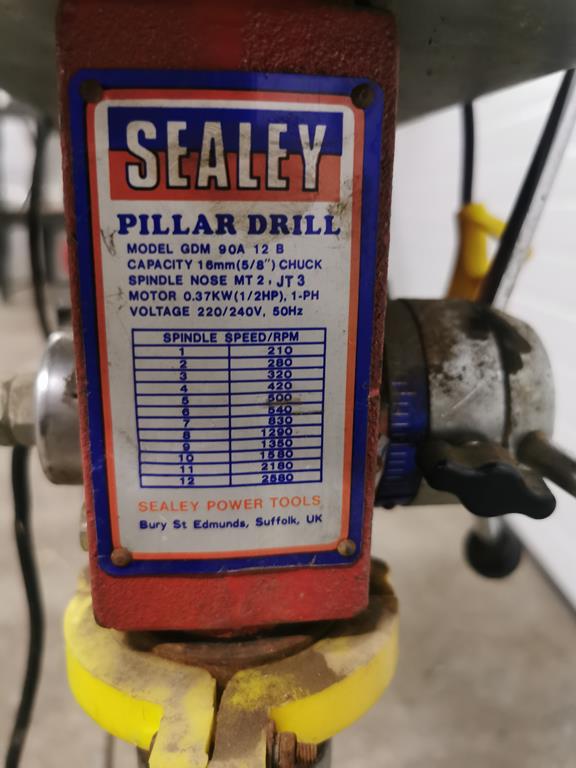 SEALEY
PILLAR DRILL
MODEL GDM 90A 12 B
CAPACITY 16mm(5/8") CHUCK
SPINDLE NOSE MT 2, JT 3
MOTOR 0.37KW(1/2HP), 1-PH
VOLTAGE 220/240V, 50Hz
SPINDLE SPEED/RPM
1 210
2 280
3 320
4 420
5 500
6 540
7 830
8 1290
9 1350
10 1580
11 2180
12 2580
SEALEY POWER TOOLS
Bury St Edmunds, Suffolk, UK